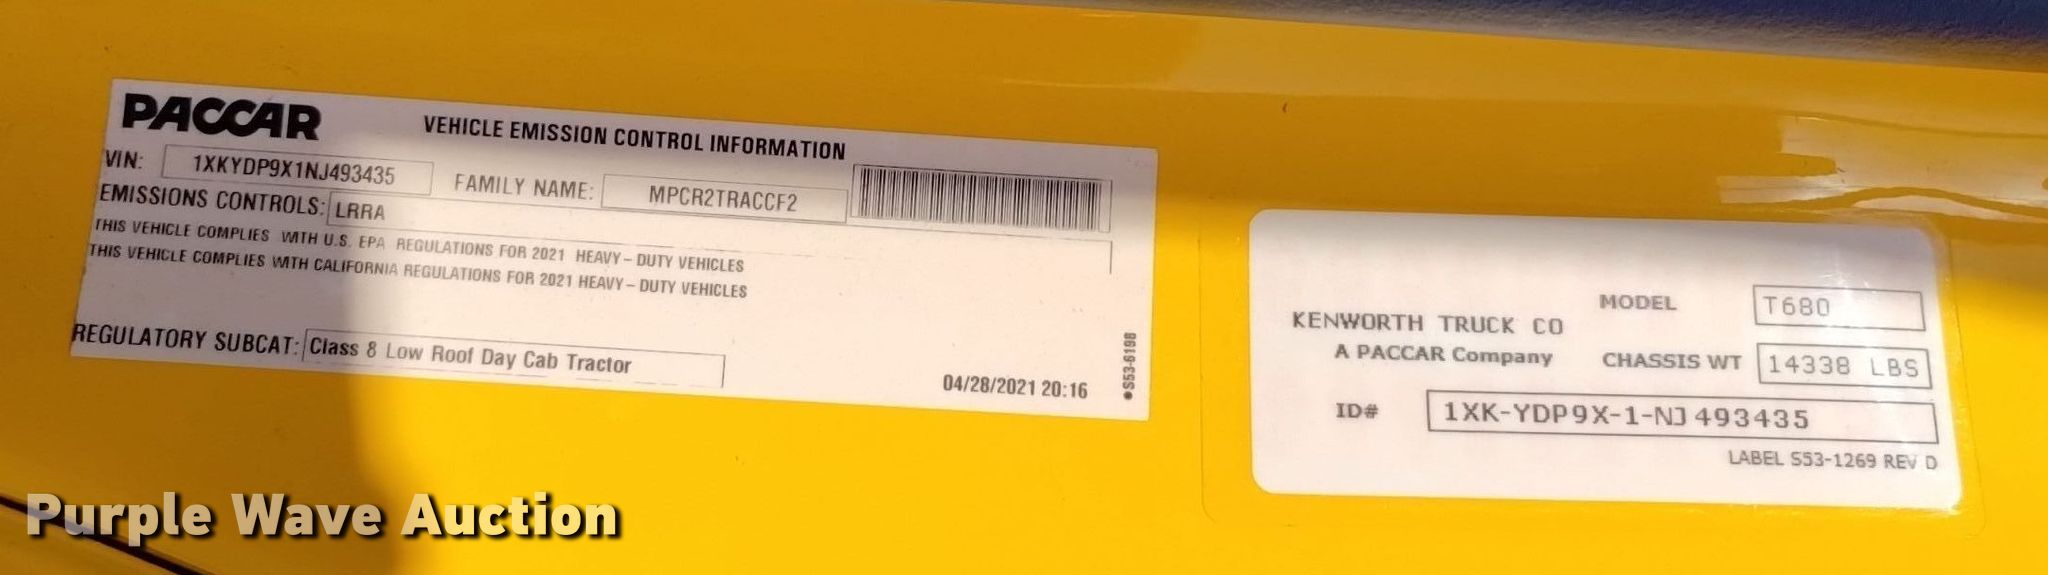 PACCAR
VEHICLE EMISSION CONTROL INFORMATION
VIN: 1XKYDP9X1NJ493435 FAMILY NAME: MPCR2TRACCF2
EMISSIONS CONTROLS: LRRA
THIS VEHICLE COMPLIES WITH U.S. EPA REGULATIONS FOR 2021 HEAVY-DUTY VEHICLES
THIS VEHICLE COMPLIES WITH CALIFORNIA REGULATIONS FOR 2021 HEAVY-DUTY VEHICLES
REGULATORY SUBCAT: Class 8 Low Roof Day Cab Tractor
04/28/2021 20:16
●S53-6198
KENWORTH TRUCK CO
A PACCAR Company
MODEL T680
CHASSIS WT 14338 LBS
ID# 1XK-YDP9X-1-NJ493435
LABEL S53-1269 REV D
Purple Wave Auction